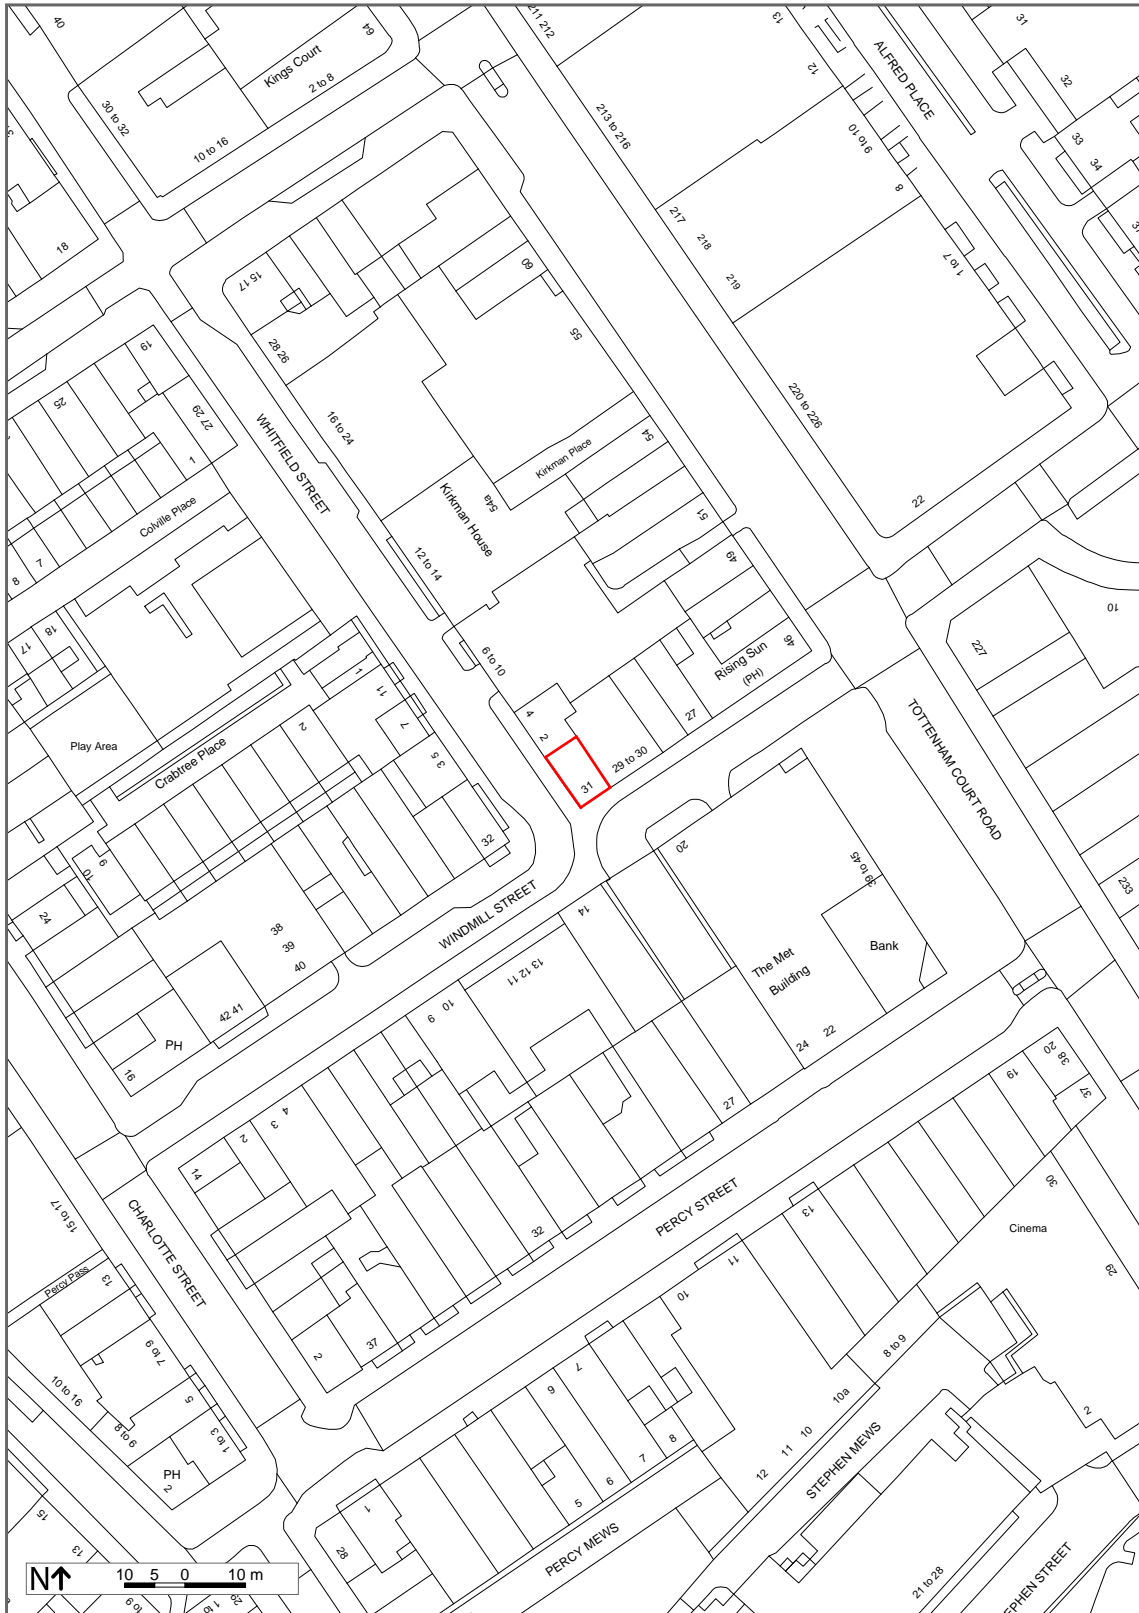 40
64
Kings Court
2 to 8
30 to 32
10 to 16
18
211 212
213 to 216
217
218
219
220 to 226
22
13
12
ALFRED PLACE
9 to 10
8
1 to 7
31
32
33
34
15 17
28 26
60
55
16 to 24
WHITFIELD STREET
19
25
27 29
1
Colville Place
7
8
54
Kirkman Place
54a
Kirkman House
12 to 14
51
49
46
Rising Sun
(PH)
6 to 10
4
2
27
29 to 30
31
18
17
Play Area
Crabtree Place
1
11
7
3 5
2
32
9
10
24
38
39
40
42 41
PH
16
WINDMILL STREET
TOTTENHAM COURT ROAD
227
10
233
20
39 to 45
Bank
The Met
Building
24
22
14
13 12 11
10
9
4
3
2
14
27
32
37
2
CHARLOTTE STREET
15 to 17
Percy Pass
13
7 to 9
5
1 to 3
10 to 16
8 to 9
PH
2
PERCY STREET
19
20
38
37
30
Cinema
29
13
11
10
7
6
1
28
5
6
7
8
PERCY MEWS
12
11
10
10a
8 to 9
STEPHEN MEWS
2
21 to 28
15
13
N
10 5 0 10 m